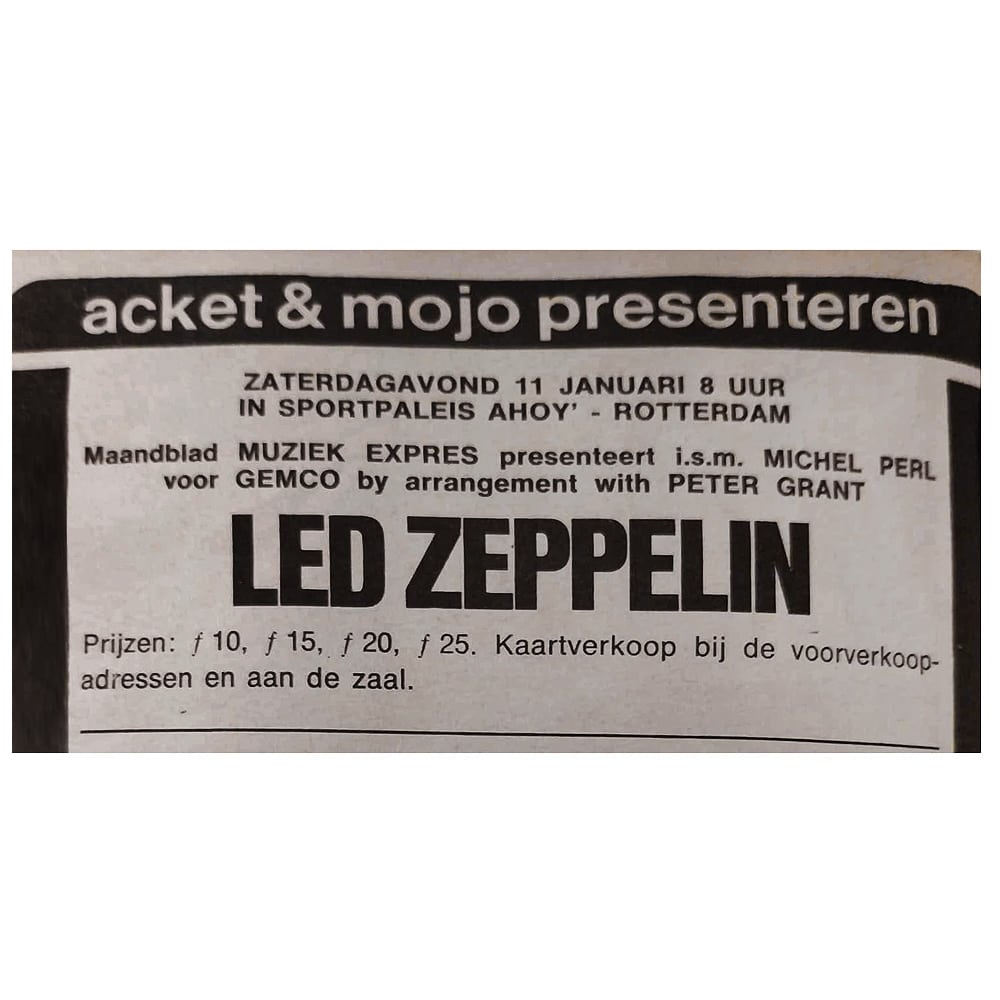 acket & mojo presenteren
ZATERDAGAVOND 11 JANUARI 8 UUR
IN SPORTPALEIS AHOY' - ROTTERDAM
Maandblad MUZIEK EXPRES presenteert i.s.m. MICHEL PERL
voor GEMCO by arrangement with PETER GRANT
LED ZEPPELIN
Prijzen: ƒ 10, ƒ 15, ƒ 20, ƒ 25. Kaartverkoop bij de voorverkoop-
adressen en aan de zaal.